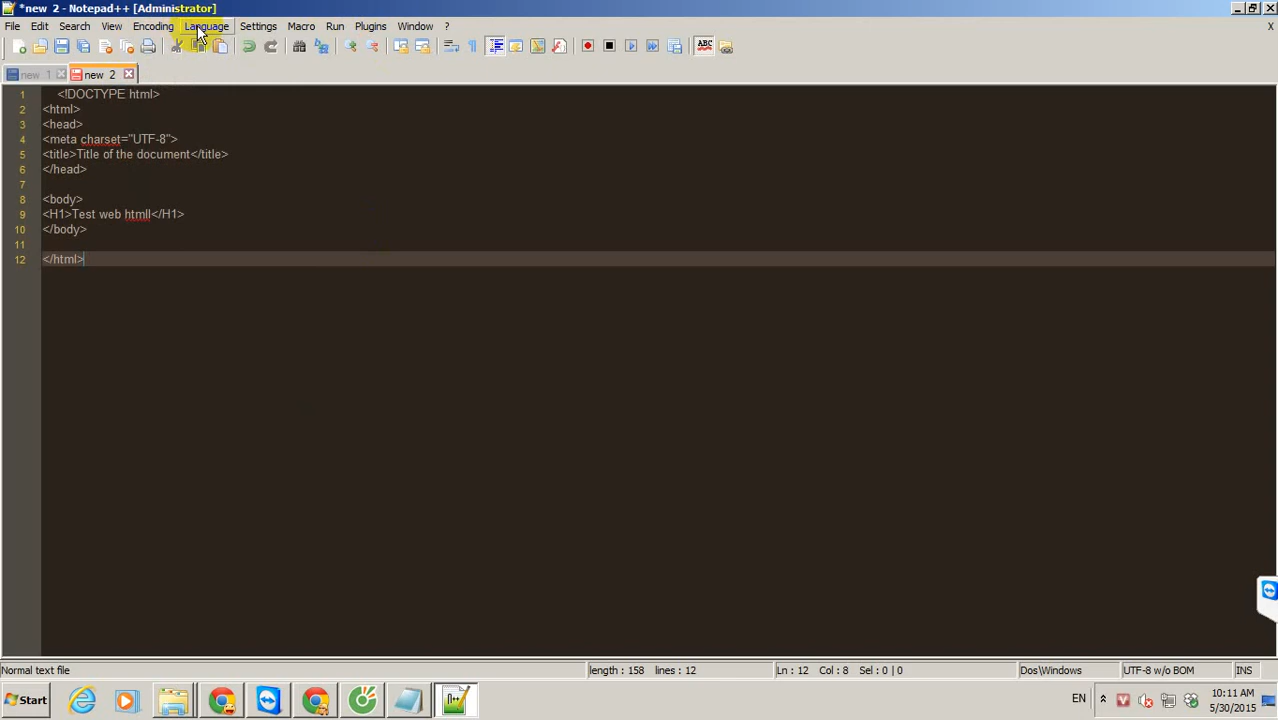 *new 2 - Notepad++ [Administrator]
File Edit Search View Encoding Language Settings Macro Run Plugins Window ? X
ABC
new 1 new 2
1 <!DOCTYPE html>
2 <html>
3 <head>
4 <meta charset="UTF-8">
5 <title>Title of the document</title>
6 </head>
7
8 <body>
9 <H1>Test web htmll</H1>
10 </body>
11
12 </html>
Normal text file length : 158 lines : 12 Ln : 12 Col : 8 Sel : 0 | 0 Dos\Windows UTF-8 w/o BOM INS
Start EN 10:11 AM
5/30/2015